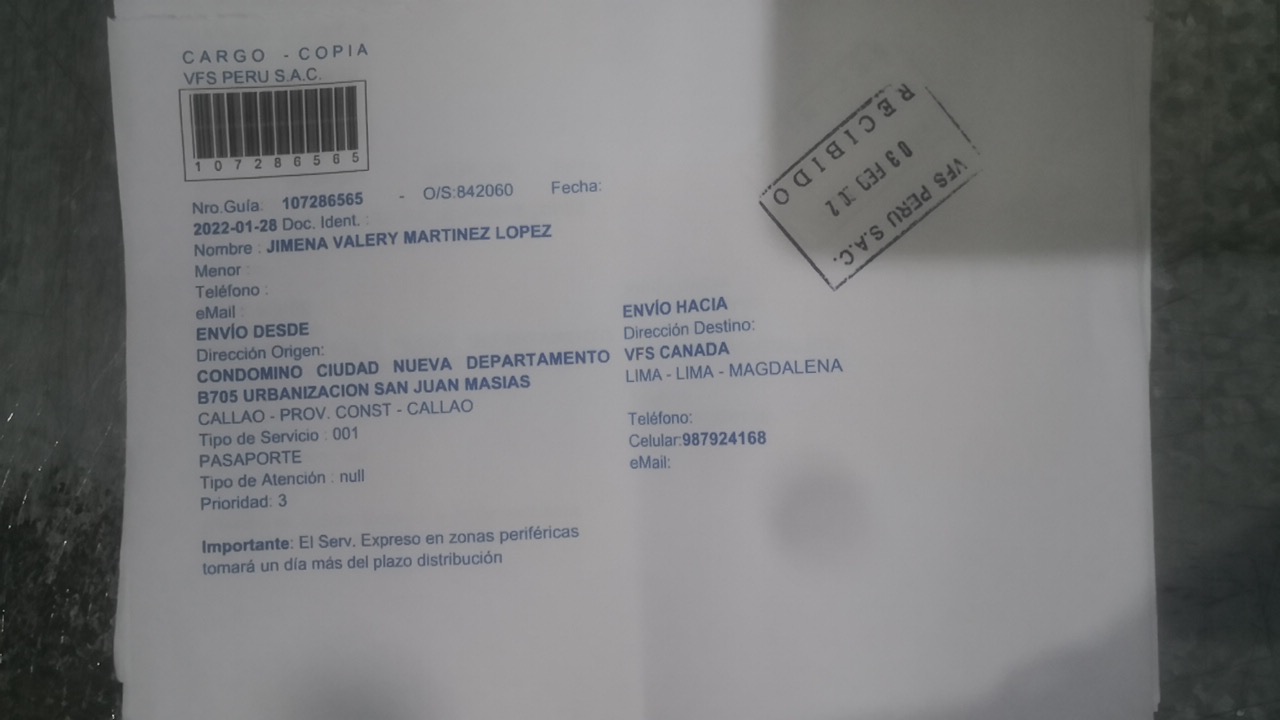 CARGO - COPIA
VFS PERU S.A.C.
107286565
Nro.Guía: 107286565 - O/S:842060 Fecha:
2022-01-28 Doc. Ident. :
Nombre : JIMENA VALERY MARTINEZ LOPEZ
Menor :
Teléfono :
eMail :
ENVÍO DESDE
Dirección Origen:
CONDOMINO CIUDAD NUEVA DEPARTAMENTO
B705 URBANIZACION SAN JUAN MASIAS
CALLAO - PROV. CONST - CALLAO
Tipo de Servicio : 001
PASAPORTE
Tipo de Atención : null
Prioridad: 3
Importante: El Serv. Expreso en zonas periféricas
tomará un día más del plazo distribución
ENVÍO HACIA
Dirección Destino:
VFS CANADA
LIMA - LIMA - MAGDALENA
Teléfono:
Celular:987924168
eMail:
VFS PERU S.A.C.
03 FEB
RECIBIDO